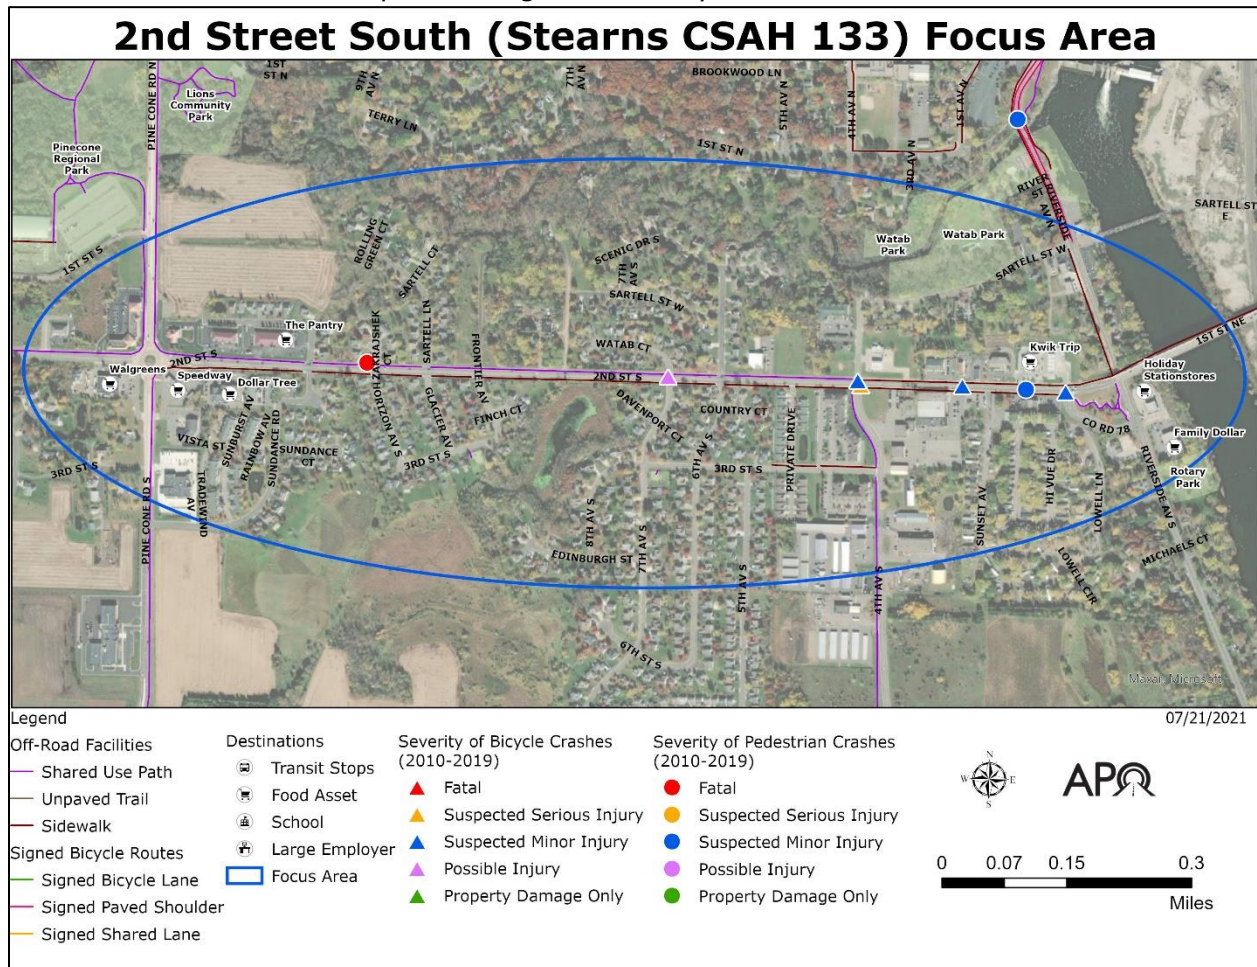 2nd Street South (Stearns CSAH 133) Focus Area
PINE CONE RD N
Lions
Community
Park
Pinecone
Regional
Park
1ST
ST N
9TH
AV N
TERRY LN
7TH
AV N
BROOKWOOD LN
5TH AV N
4TH AV N
1ST AV N
1ST ST N
3RD AV N
RIVER
ST
RIVERSIDE
AV N
SARTELL ST
E
Watab
Park
Watab Park
SARTELL ST W
1ST ST S
ROLLING
GREEN CT
SARTELL CT
SCENIC DR S
7TH
AV S
SARTELL ST W
WATAB CT
The Pantry
2ND ST S
Walgreens
Speedway
Dollar Tree
SARTELL LN
FRONTIER AV
2ND ST S
Kwik Trip
1ST ST NE
Holiday
Stationstores
HORIZON AV S
GLACIER AV
FINCH CT
DAVENPORT CT
COUNTRY CT
CO RD 78
Family Dollar
Rotary
Park
VISTA ST
SUNBURST AV
RAINBOW AV
SUNDANCE RD
SUNDANCE
CT
3RD ST S
3RD ST S
6TH AV S
3RD ST S
PRIVATE DRIVE
SUNSET AV
HI VUE DR
LOWELL LN
RIVERSIDE AV S
PINE CONE RD S
TRADEWIND
AV
8TH AV S
EDINBURGH ST
7TH AV S
5TH AV S
4TH AV S
LOWELL CIR
MICHAELS CT
6TH ST S
Maxar, Microsoft
07/21/2021
Legend
Off-Road Facilities
Shared Use Path
Unpaved Trail
Sidewalk
Signed Bicycle Routes
Signed Bicycle Lane
Signed Paved Shoulder
Signed Shared Lane
Destinations
Transit Stops
Food Asset
School
Large Employer
Focus Area
Severity of Bicycle Crashes
(2010-2019)
Fatal
Suspected Serious Injury
Suspected Minor Injury
Possible Injury
Property Damage Only
Severity of Pedestrian Crashes
(2010-2019)
Fatal
Suspected Serious Injury
Suspected Minor Injury
Possible Injury
Property Damage Only
N
W E
S
APO
0 0.07 0.15 0.3
Miles